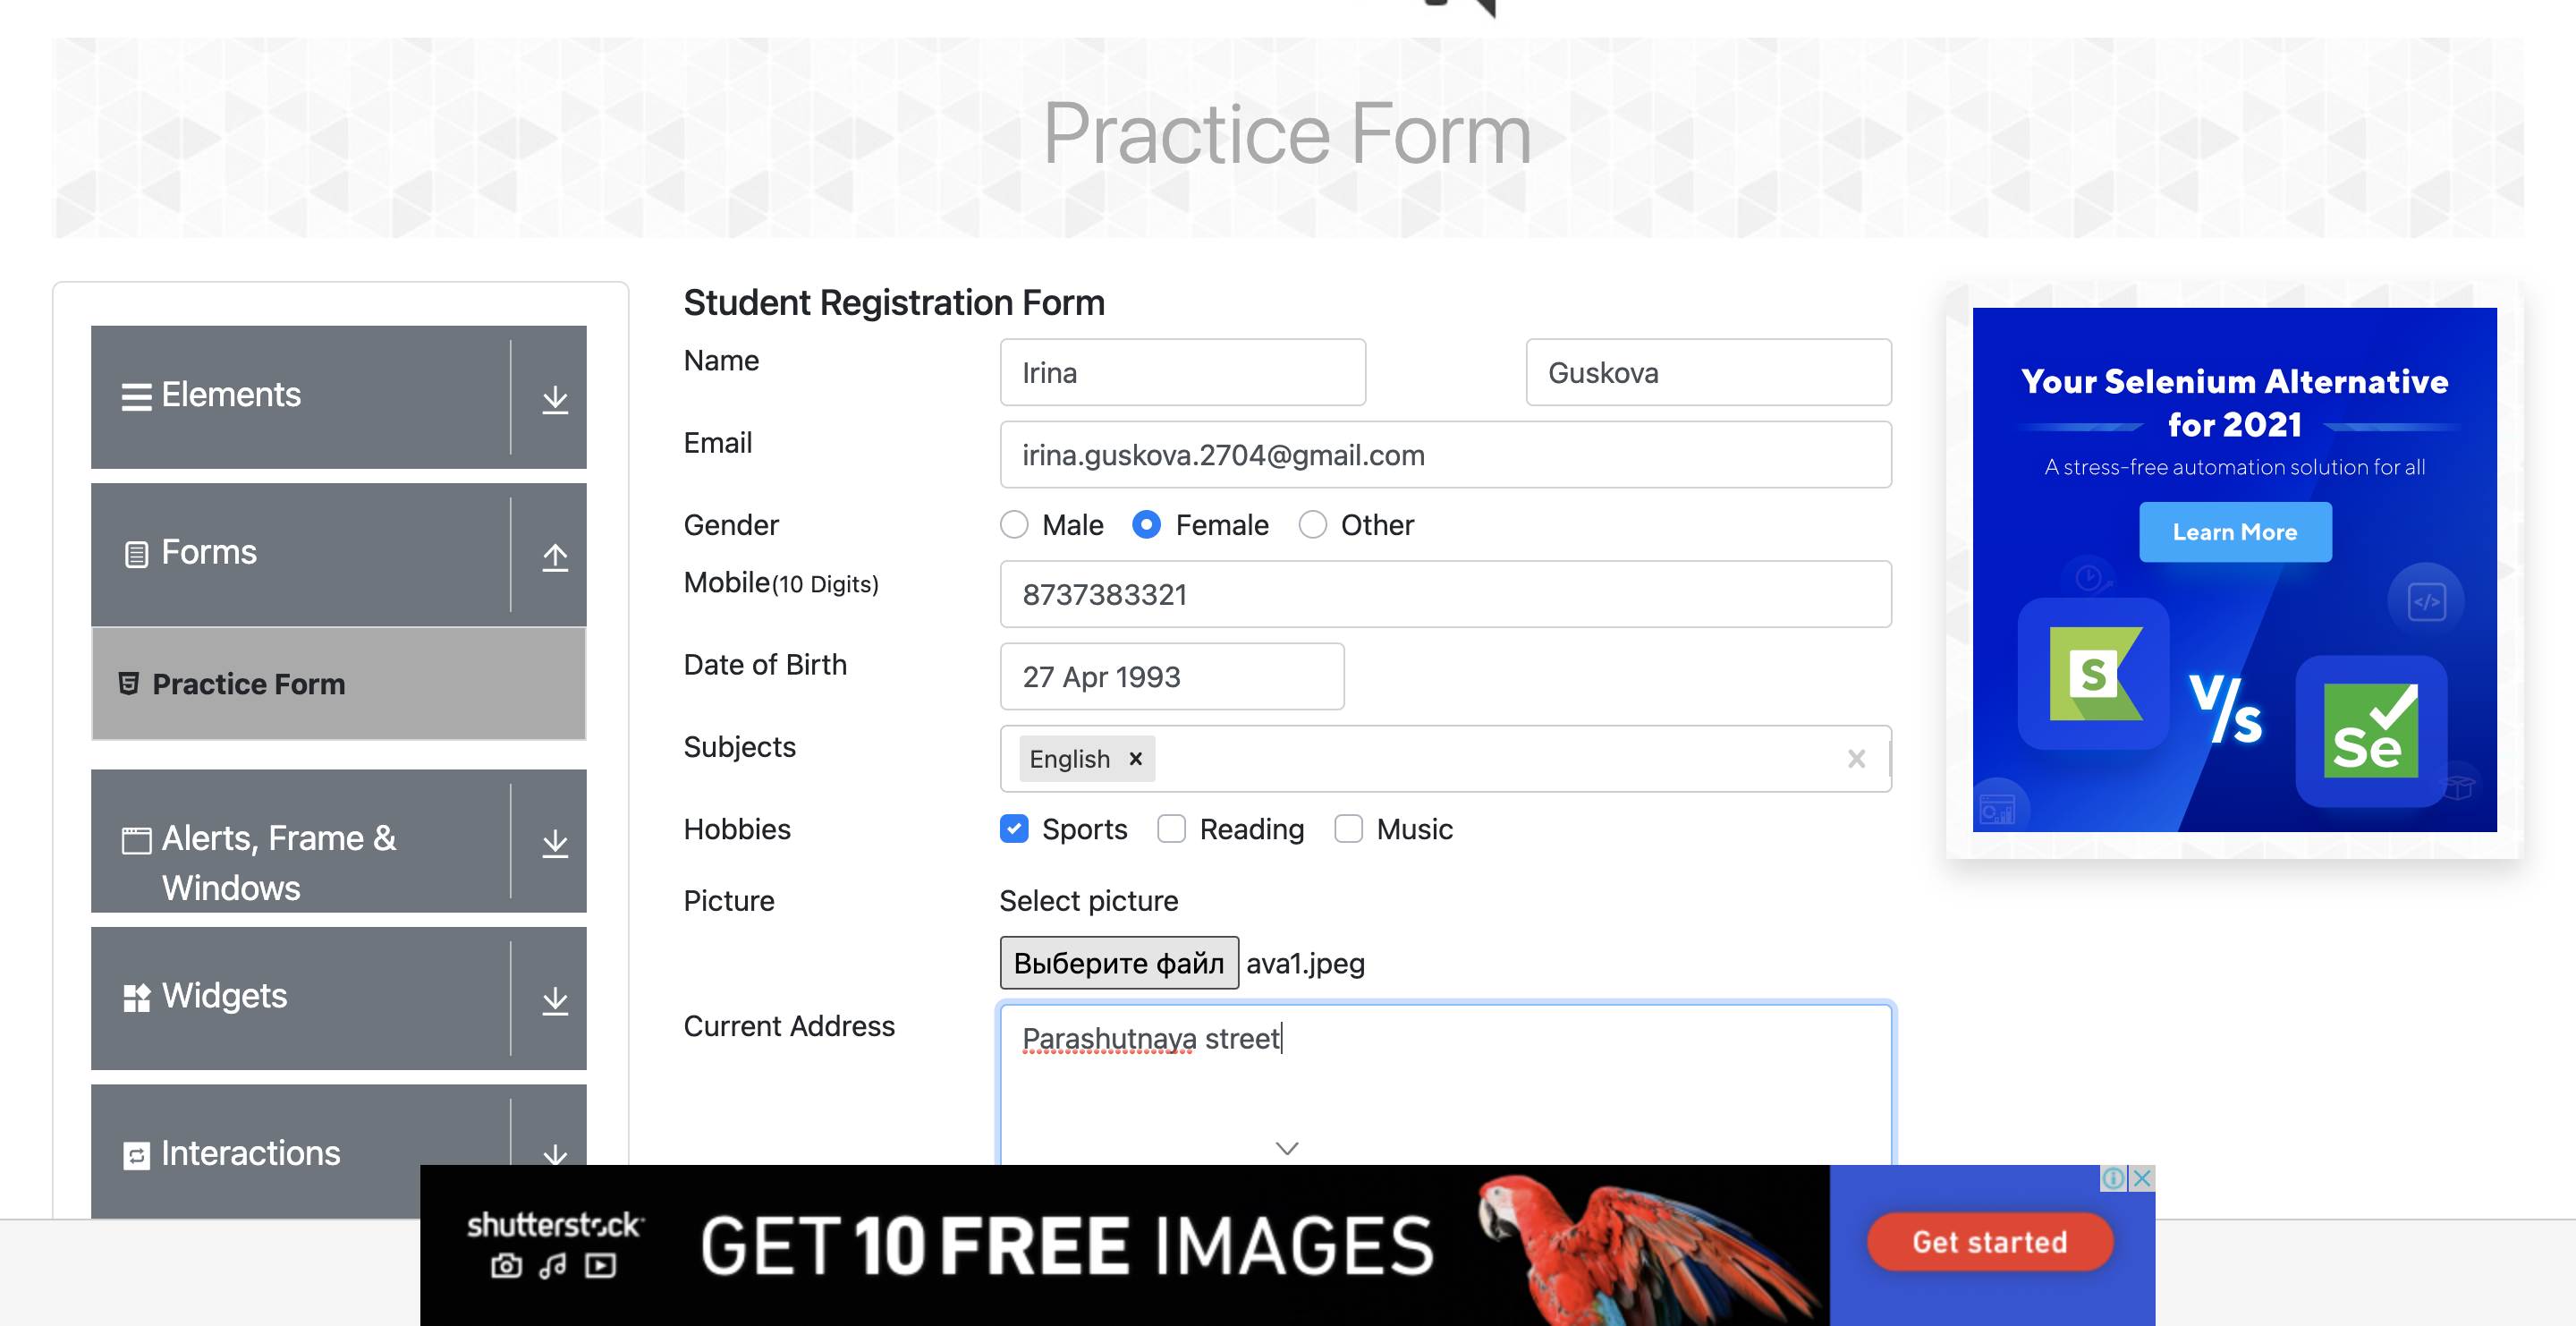 Practice Form
Elements
Forms
Practice Form
Alerts, Frame &
Windows
Widgets
Interactions
Student Registration Form
Name
Irina
Guskova
Email
irina.guskova.2704@gmail.com
Gender
Male
Female
Other
Mobile(10 Digits)
8737383321
Date of Birth
27 Apr 1993
Subjects
English
Hobbies
Sports
Reading
Music
Picture
Select picture
Выберите файл ava1.jpeg
Current Address
Parashutnaya street
Your Selenium Alternative
for 2021
A stress-free automation solution for all
Learn More
</>
S
V/s
Se
shutterstock
GET 10 FREE IMAGES
Get started